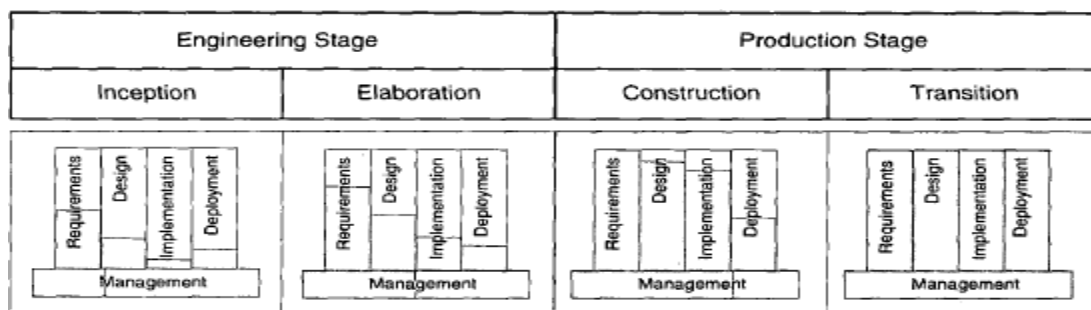 Engineering Stage
Production Stage
Inception
Elaboration
Construction
Transition
Requirements
Design
Implementation
Deployment
Management
Requirements
Design
Implementation
Deployment
Management
Requirements
Design
Implementation
Deployment
Management
Requirements
Design
Implementation
Deployment
Management